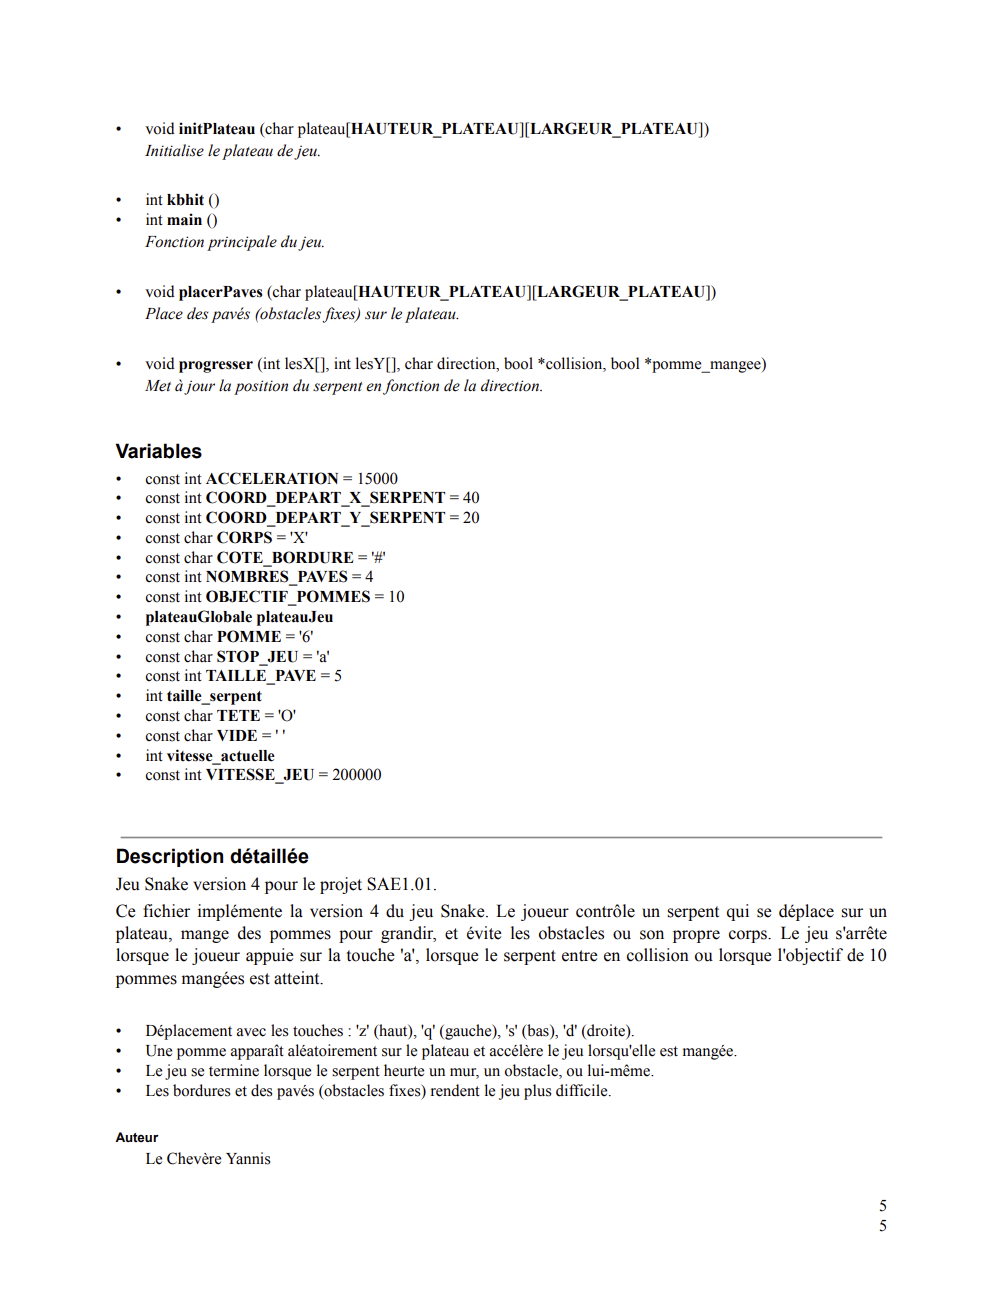 • void initPlateau (char plateau[HAUTEUR_PLATEAU][LARGEUR_PLATEAU])
Initialise le plateau de jeu.
• int kbhit ()
• int main ()
Fonction principale du jeu.
• void placerPaves (char plateau[HAUTEUR_PLATEAU][LARGEUR_PLATEAU])
Place des pavés (obstacles fixes) sur le plateau.
• void progresser (int lesX[], int lesY[], char direction, bool *collision, bool *pomme_mangee)
Met à jour la position du serpent en fonction de la direction.
Variables
• const int ACCELERATION = 15000
• const int COORD_DEPART_X_SERPENT = 40
• const int COORD_DEPART_Y_SERPENT = 20
• const char CORPS = 'X'
• const char COTE_BORDURE = '#'
• const int NOMBRES_PAVES = 4
• const int OBJECTIF_POMMES = 10
• plateauGlobale plateauJeu
• const char POMME = '6'
• const char STOP_JEU = 'a'
• const int TAILLE_PAVE = 5
• int taille_serpent
• const char TETE = 'O'
• const char VIDE = ' '
• int vitesse_actuelle
• const int VITESSE_JEU = 200000
Description détaillée
Jeu Snake version 4 pour le projet SAE1.01.
Ce fichier implémente la version 4 du jeu Snake. Le joueur contrôle un serpent qui se déplace sur un
plateau, mange des pommes pour grandir, et évite les obstacles ou son propre corps. Le jeu s'arrête
lorsque le joueur appuie sur la touche 'a', lorsque le serpent entre en collision ou lorsque l'objectif de 10
pommes mangées est atteint.
• Déplacement avec les touches : 'z' (haut), 'q' (gauche), 's' (bas), 'd' (droite).
• Une pomme apparaît aléatoirement sur le plateau et accélère le jeu lorsqu'elle est mangée.
• Le jeu se termine lorsque le serpent heurte un mur, un obstacle, ou lui-même.
• Les bordures et des pavés (obstacles fixes) rendent le jeu plus difficile.
Auteur
Le Chevère Yannis
5
5